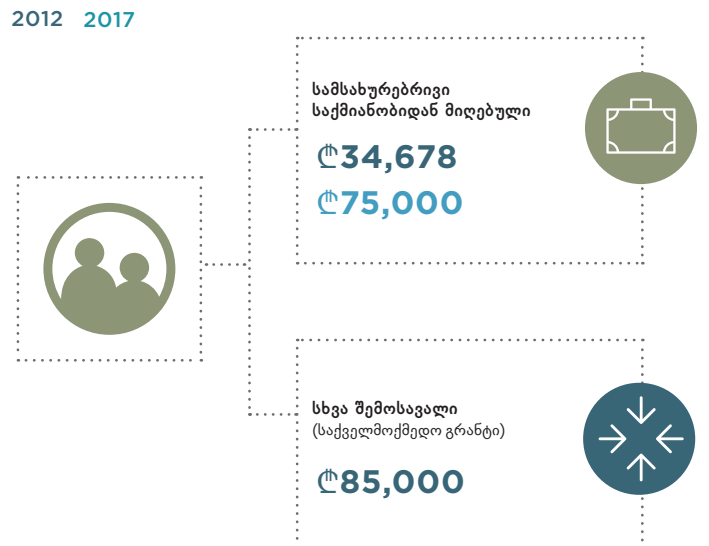 2012 2017
სამსახურებრივი
საქმიანობიდან მიღებული
₾34,678
₾75,000
სხვა შემოსავალი
(საქველმოქმედო გრანტი)
₾85,000